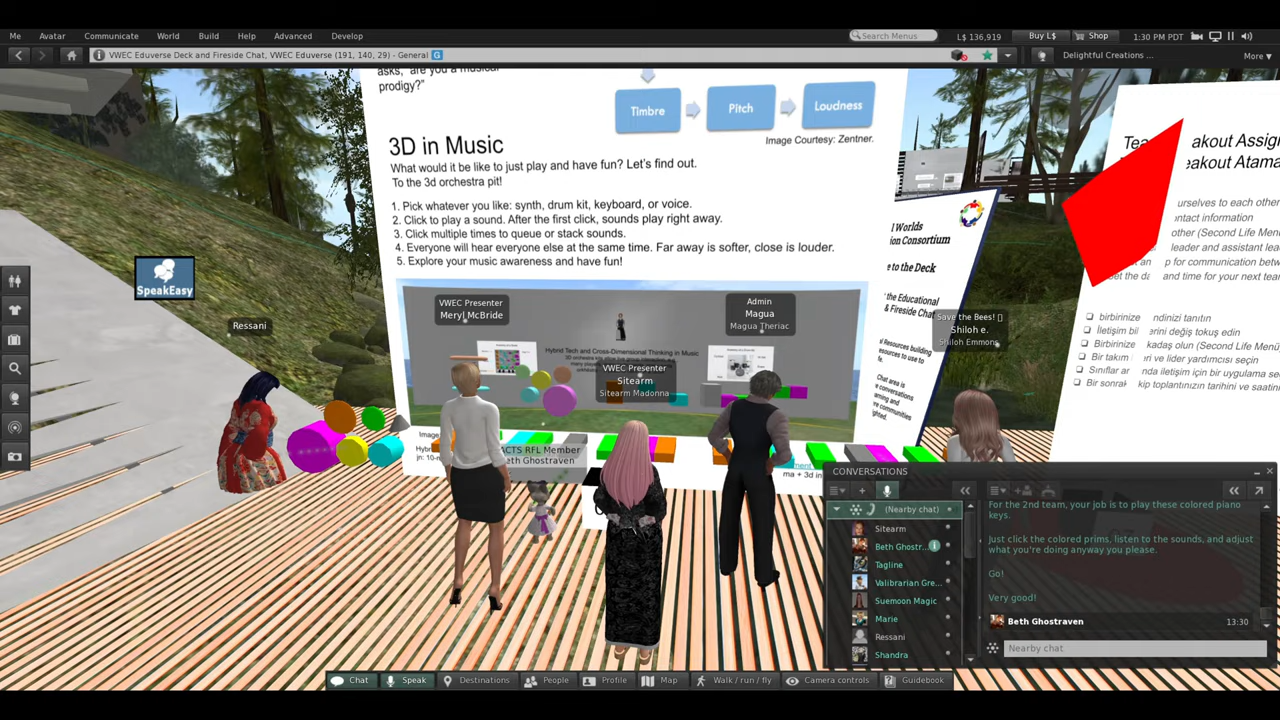 Me Avatar Communicate World Build Help Advanced Develop
Search Menus
L$ 136,919
Buy L$
Shop
1:30 PM PDT
VWEC Eduverse Deck and Fireside Chat, VWEC Eduverse (191, 140, 29) - General G
Delightful Creations ...
More ▾
asks, "are you a musical
prodigy?"
Timbre
Pitch
Loudness
Image Courtesy: Zentner.
3D in Music
What would it be like to just play and have fun? Let's find out.
To the 3d orchestra pit!
1. Pick whatever you like: synth, drum kit, keyboard, or voice.
2. Click to play a sound. After the first click, sounds play right away.
3. Click multiple times to queue or stack sounds.
4. Everyone will hear everyone else at the same time. Far away is softer, close is louder.
5. Explore your music awareness and have fun!
SpeakEasy
Ressani
VWEC Presenter
Meryl McBride
Admin
Magua
Magua Theriac
Hybrid Tech and Cross-Dimensional Thinking in Music
VWEC Presenter
Sitearm
Sitearm Madonna
ACTS RFL Member
Beth Ghostraven
l Worlds
ion Consortium
e to the Deck
the Educational
& Fireside Chat
Save the Bees!
Shiloh e.
Shiloh Emmons
akout Assig
eakout Atama
urselves to each other
ontact information
other (Second Life Menu
leader and assistant lea
for communication betw
and time for your next tea
birbirinize
endinizi tanıtın
İletişim bil
erini değiş tokuş edin
Birbirinize
kadaş olun (Second Life Menü
Bir takım
i ve lider yardımcısı seçin
Sınıflar ar
nda iletişim için bir uygulama se
Bir sonrak
kip toplantınızın tarihini ve saatin
CONVERSATIONS
(Nearby chat)
Sitearm
Beth Ghostr...
Tagline
Valibrarian Gre...
Suemoon Magic
Marie
Ressani
Shandra
For the 2nd team, your job is to play these colored piano
keys.
Just click the colored prims, listen to the sounds, and adjust
what you're doing anyway you please.
Go!
Very good!
Beth Ghostraven 13:30
Nearby chat
Chat Speak Destinations People Profile Map Walk / run / fly Camera controls Guidebook